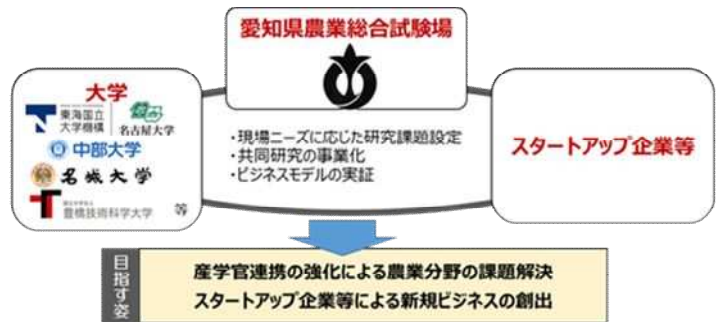 愛知県農業総合試験場
大学
東海国立
大学機構
名古屋大学
中部大学
名城大学
豊橋技術科学大学
等
・現場ニーズに応じた研究課題設定
・共同研究の事業化
・ビジネスモデルの実証
スタートアップ企業等
目指す姿
産学官連携の強化による農業分野の課題解決
スタートアップ企業等による新規ビジネスの創出